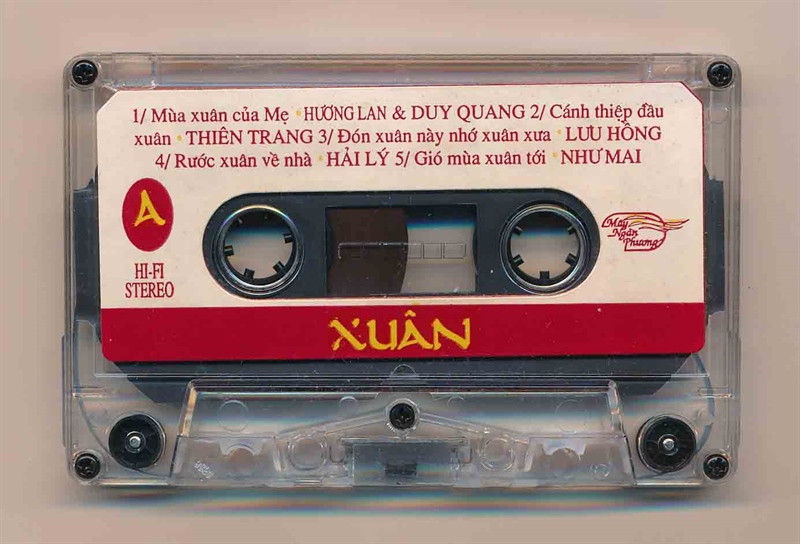 1/ Mùa xuân của Mẹ • HƯƠNG LAN & DUY QUANG 2/ Cánh thiệp đầu
xuân • THIÊN TRANG 3/ Đón xuân này nhớ xuân xưa • LƯU HỒNG
4/ Rước xuân về nhà • HẢI LÝ 5/ Gió mùa xuân tới • NHƯ MAI
A
Mây
Ngàn
Phương
HI-FI
STEREO
XUÂN